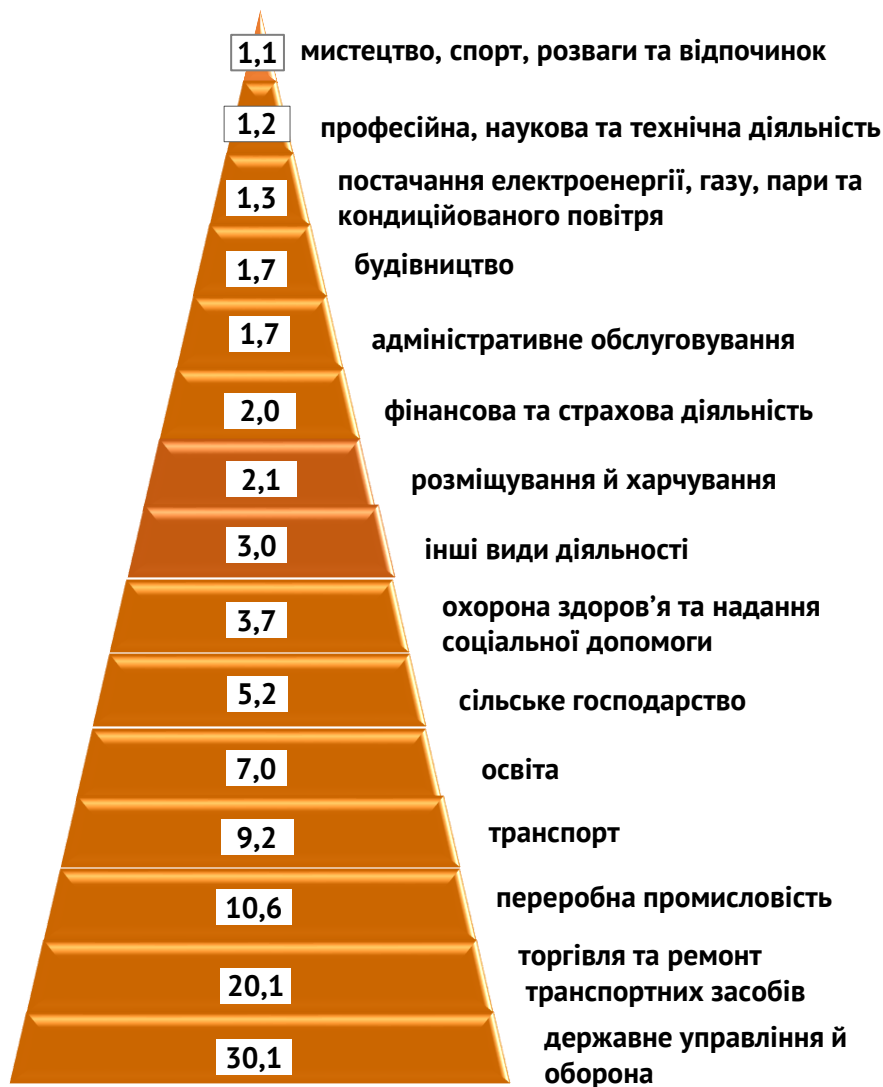 1,1 мистецтво, спорт, розваги та відпочинок
1,2 професійна, наукова та технічна діяльність
постачання електроенергії, газу, пари та
1,3 кондиційованого повітря
1,7 будівництво
1,7 адміністративне обслуговування
2,0 фінансова та страхова діяльність
2,1 розміщування й харчування
3,0 інші види діяльності
охорона здоров’я та надання
3,7 соціальної допомоги
5,2 сільське господарство
7,0 освіта
9,2 транспорт
10,6 переробна промисловість
торгівля та ремонт
20,1 транспортних засобів
державне управління й
30,1 оборона